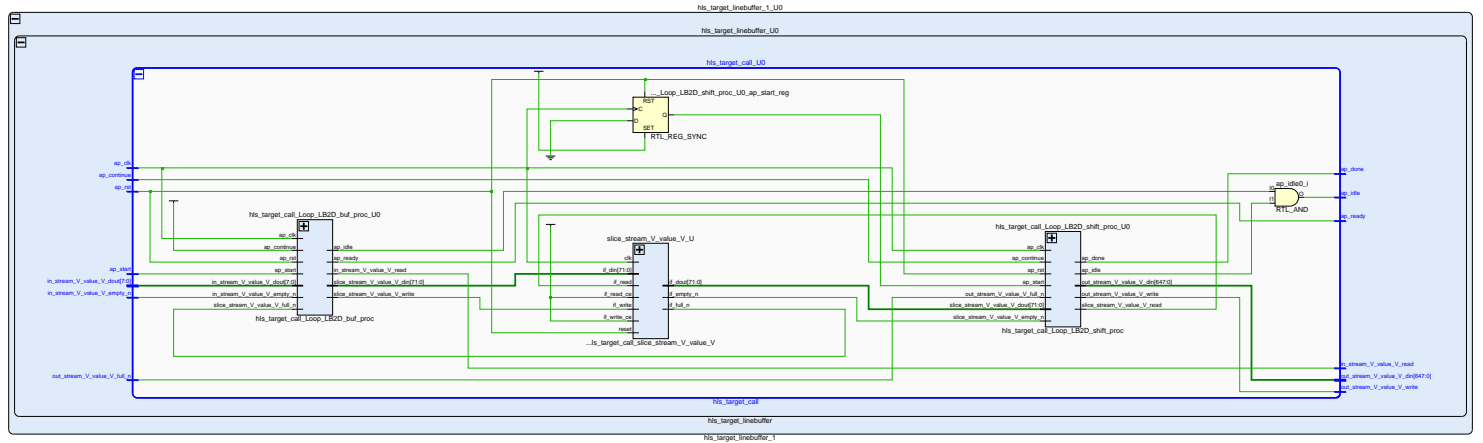 hls_target_linebuffer_1_U0
hls_target_linebuffer_U0
hls_target_call_U0
..._Loop_LB2D_shift_proc_U0_ap_start_reg
RST
C
D
Q
SET
RTL_REG_SYNC
ap_clk
ap_continue
ap_rst
ap_start
in_stream_V_value_V_dout[7:0]
in_stream_V_value_V_empty_n
out_stream_V_value_V_full_n
hls_target_call_Loop_LB2D_buf_proc_U0
ap_clk
ap_continue
ap_rst
ap_start
in_stream_V_value_V_dout[7:0]
in_stream_V_value_V_empty_n
slice_stream_V_value_V_full_n
ap_idle
ap_ready
in_stream_V_value_V_read
slice_stream_V_value_V_din[71:0]
slice_stream_V_value_V_write
hls_target_call_Loop_LB2D_buf_proc
slice_stream_V_value_V_U
clk
if_din[71:0]
if_read
if_read_ce
if_write
if_write_ce
reset
if_dout[71:0]
if_empty_n
if_full_n
...ls_target_call_slice_stream_V_value_V
hls_target_call_Loop_LB2D_shift_proc_U0
ap_clk
ap_continue
ap_rst
ap_start
out_stream_V_value_V_full_n
slice_stream_V_value_V_dout[71:0]
slice_stream_V_value_V_empty_n
ap_done
ap_idle
out_stream_V_value_V_din[647:0]
out_stream_V_value_V_write
slice_stream_V_value_V_read
hls_target_call_Loop_LB2D_shift_proc
ap_idle0_i
I0
I1
O
RTL_AND
ap_done
ap_idle
ap_ready
in_stream_V_value_V_read
out_stream_V_value_V_din[647:0]
out_stream_V_value_V_write
hls_target_call
hls_target_linebuffer
hls_target_linebuffer_1